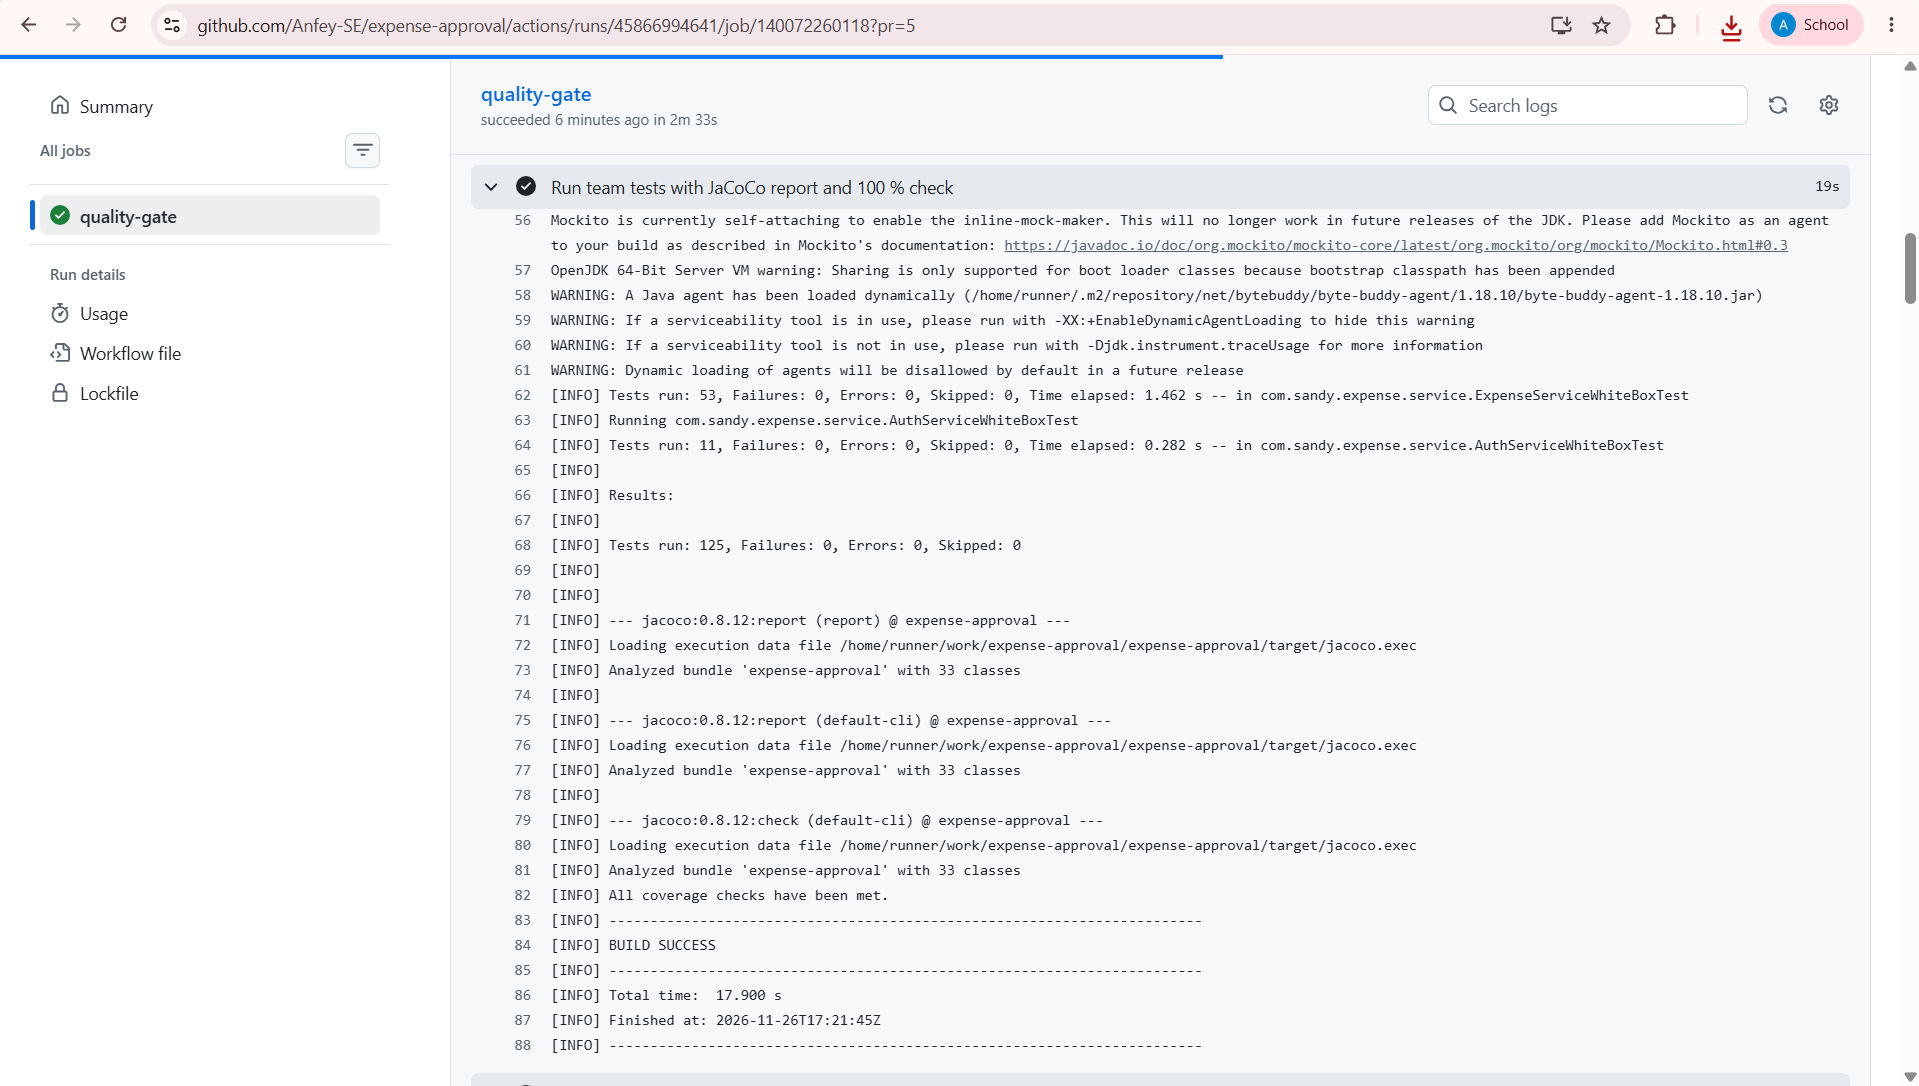 github.com/Anfey-SE/expense-approval/actions/runs/45866994641/job/140072260118?pr=5
A School
Summary
All jobs
quality-gate
Run details
Usage
Workflow file
Lockfile
quality-gate
succeeded 6 minutes ago in 2m 33s
Search logs
Run team tests with JaCoCo report and 100 % check 19s
56 Mockito is currently self-attaching to enable the inline-mock-maker. This will no longer work in future releases of the JDK. Please add Mockito as an agent
to your build as described in Mockito's documentation: https://javadoc.io/doc/org.mockito/mockito-core/latest/org.mockito/org/mockito/Mockito.html#0.3
57 OpenJDK 64-Bit Server VM warning: Sharing is only supported for boot loader classes because bootstrap classpath has been appended
58 WARNING: A Java agent has been loaded dynamically (/home/runner/.m2/repository/net/bytebuddy/byte-buddy-agent/1.18.10/byte-buddy-agent-1.18.10.jar)
59 WARNING: If a serviceability tool is in use, please run with -XX:+EnableDynamicAgentLoading to hide this warning
60 WARNING: If a serviceability tool is not in use, please run with -Djdk.instrument.traceUsage for more information
61 WARNING: Dynamic loading of agents will be disallowed by default in a future release
62 [INFO] Tests run: 53, Failures: 0, Errors: 0, Skipped: 0, Time elapsed: 1.462 s -- in com.sandy.expense.service.ExpenseServiceWhiteBoxTest
63 [INFO] Running com.sandy.expense.service.AuthServiceWhiteBoxTest
64 [INFO] Tests run: 11, Failures: 0, Errors: 0, Skipped: 0, Time elapsed: 0.282 s -- in com.sandy.expense.service.AuthServiceWhiteBoxTest
65 [INFO]
66 [INFO] Results:
67 [INFO]
68 [INFO] Tests run: 125, Failures: 0, Errors: 0, Skipped: 0
69 [INFO]
70 [INFO]
71 [INFO] --- jacoco:0.8.12:report (report) @ expense-approval ---
72 [INFO] Loading execution data file /home/runner/work/expense-approval/expense-approval/target/jacoco.exec
73 [INFO] Analyzed bundle 'expense-approval' with 33 classes
74 [INFO]
75 [INFO] --- jacoco:0.8.12:report (default-cli) @ expense-approval ---
76 [INFO] Loading execution data file /home/runner/work/expense-approval/expense-approval/target/jacoco.exec
77 [INFO] Analyzed bundle 'expense-approval' with 33 classes
78 [INFO]
79 [INFO] --- jacoco:0.8.12:check (default-cli) @ expense-approval ---
80 [INFO] Loading execution data file /home/runner/work/expense-approval/expense-approval/target/jacoco.exec
81 [INFO] Analyzed bundle 'expense-approval' with 33 classes
82 [INFO] All coverage checks have been met.
83 [INFO] ------------------------------------------------------------------------
84 [INFO] BUILD SUCCESS
85 [INFO] ------------------------------------------------------------------------
86 [INFO] Total time:  17.900 s
87 [INFO] Finished at: 2026-11-26T17:21:45Z
88 [INFO] ------------------------------------------------------------------------